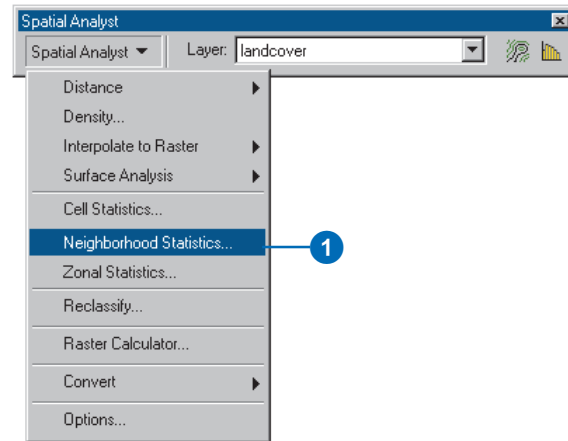 Spatial Analyst
Spatial Analyst Layer: landcover
Distance
Density...
Interpolate to Raster
Surface Analysis
Cell Statistics...
Neighborhood Statistics...
1
Zonal Statistics...
Reclassify...
Raster Calculator...
Convert
Options...